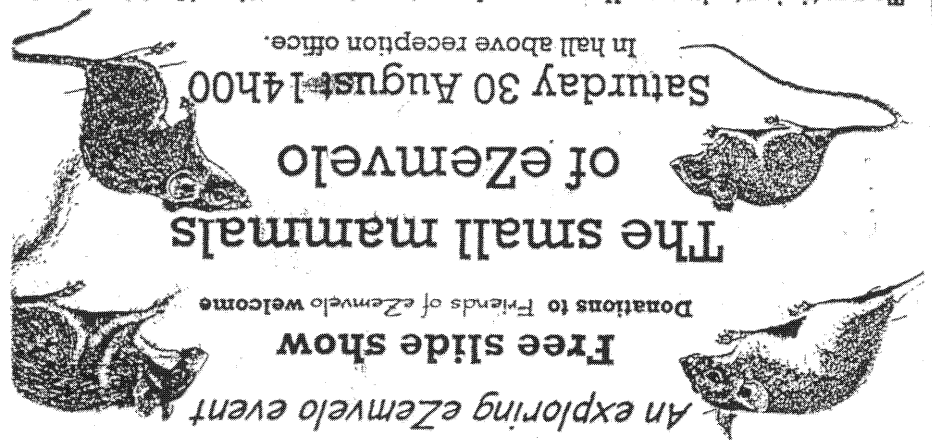 An exploring eZemvelo event
Free slide show
Donations to Friends of eZemvelo welcome
The small mammals
of eZemvelo
Saturday 30 August 14h00
In hall above reception office.